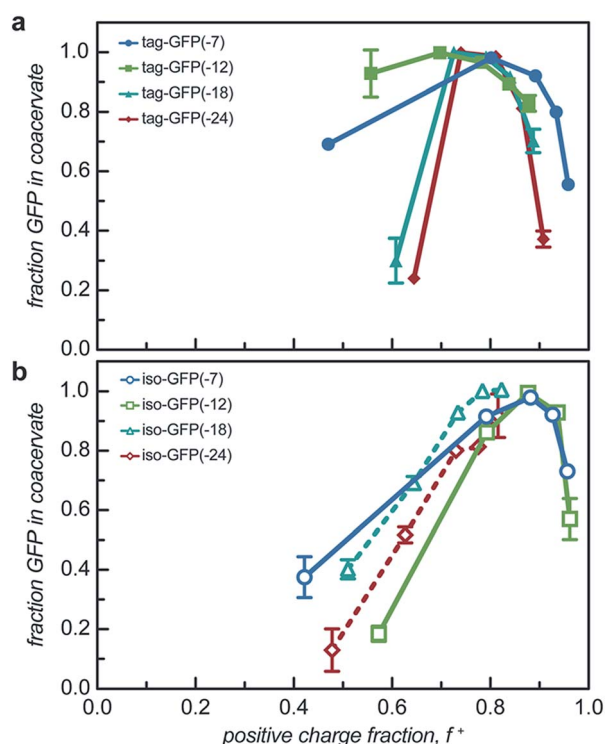 a
tag-GFP(-7)
tag-GFP(-12)
tag-GFP(-18)
tag-GFP(-24)
fraction GFP in coacervate
1.0
0.8
0.6
0.4
0.2
0.0
b
iso-GFP(-7)
iso-GFP(-12)
iso-GFP(-18)
iso-GFP(-24)
fraction GFP in coacervate
1.0
0.8
0.6
0.4
0.2
0.0
0.0 0.2 0.4 0.6 0.8 1.0
positive charge fraction, f⁺